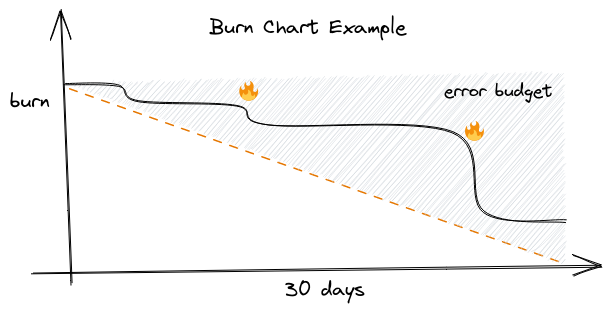 Burn Chart Example
burn
error budget
30 days